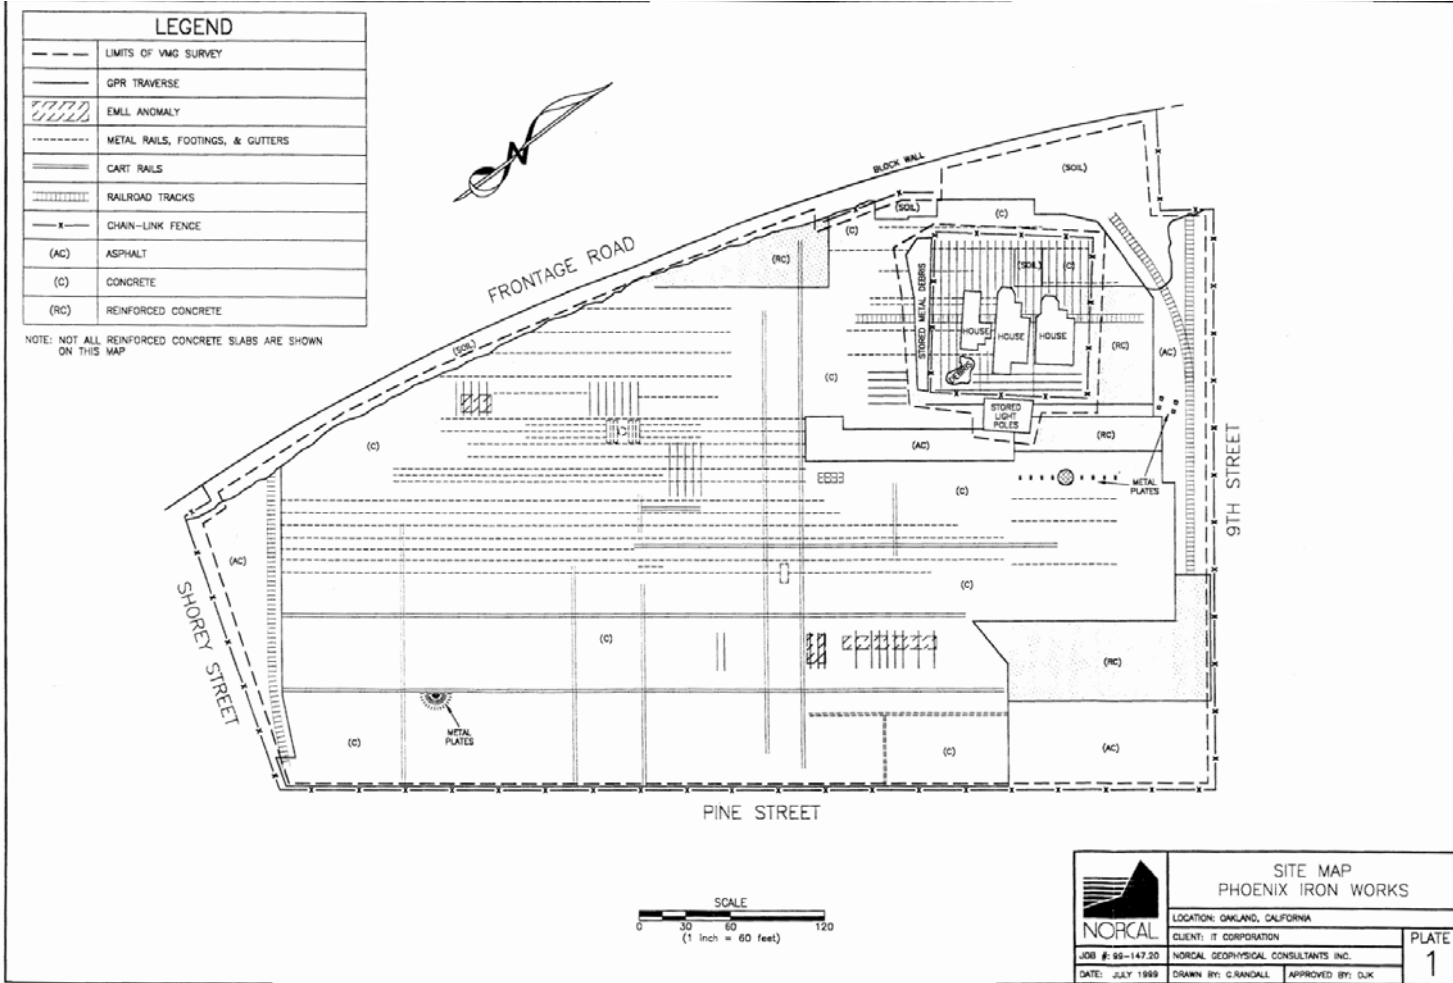 LEGEND
LIMITS OF VMG SURVEY
GPR TRAVERSE
EMLL ANOMALY
METAL RAILS, FOOTINGS, & GUTTERS
CART RAILS
RAILROAD TRACKS
CHAIN-LINK FENCE
(AC) ASPHALT
(C) CONCRETE
(RC) REINFORCED CONCRETE
NOTE: NOT ALL REINFORCED CONCRETE SLABS ARE SHOWN
ON THIS MAP
N
BLOCK WALL
(SOIL)
(SOIL)
(C)
(C)
FRONTAGE ROAD
(RC)
(SOIL)
(C)
STORED METAL DEBRIS
HOUSE
HOUSE
HOUSE
DEBRIS
(SOIL)
(RC)
(AC)
(C)
STORED
LIGHT
POLES
(C)
(AC)
(RC)
METAL
PLATES
(C)
9TH STREET
(AC)
(C)
SHOREY STREET
(C)
(RC)
METAL
PLATES
(C)
(C)
(AC)
PINE STREET
SCALE
0 30 60 120
(1 inch = 60 feet)
NORCAL
SITE MAP
PHOENIX IRON WORKS
LOCATION: OAKLAND, CALIFORNIA
CLIENT: IT CORPORATION
JOB #: 99-147.20 NORCAL GEOPHYSICAL CONSULTANTS INC.
DATE: JULY 1999 DRAWN BY: G.RANDALL APPROVED BY: DJK
PLATE
1